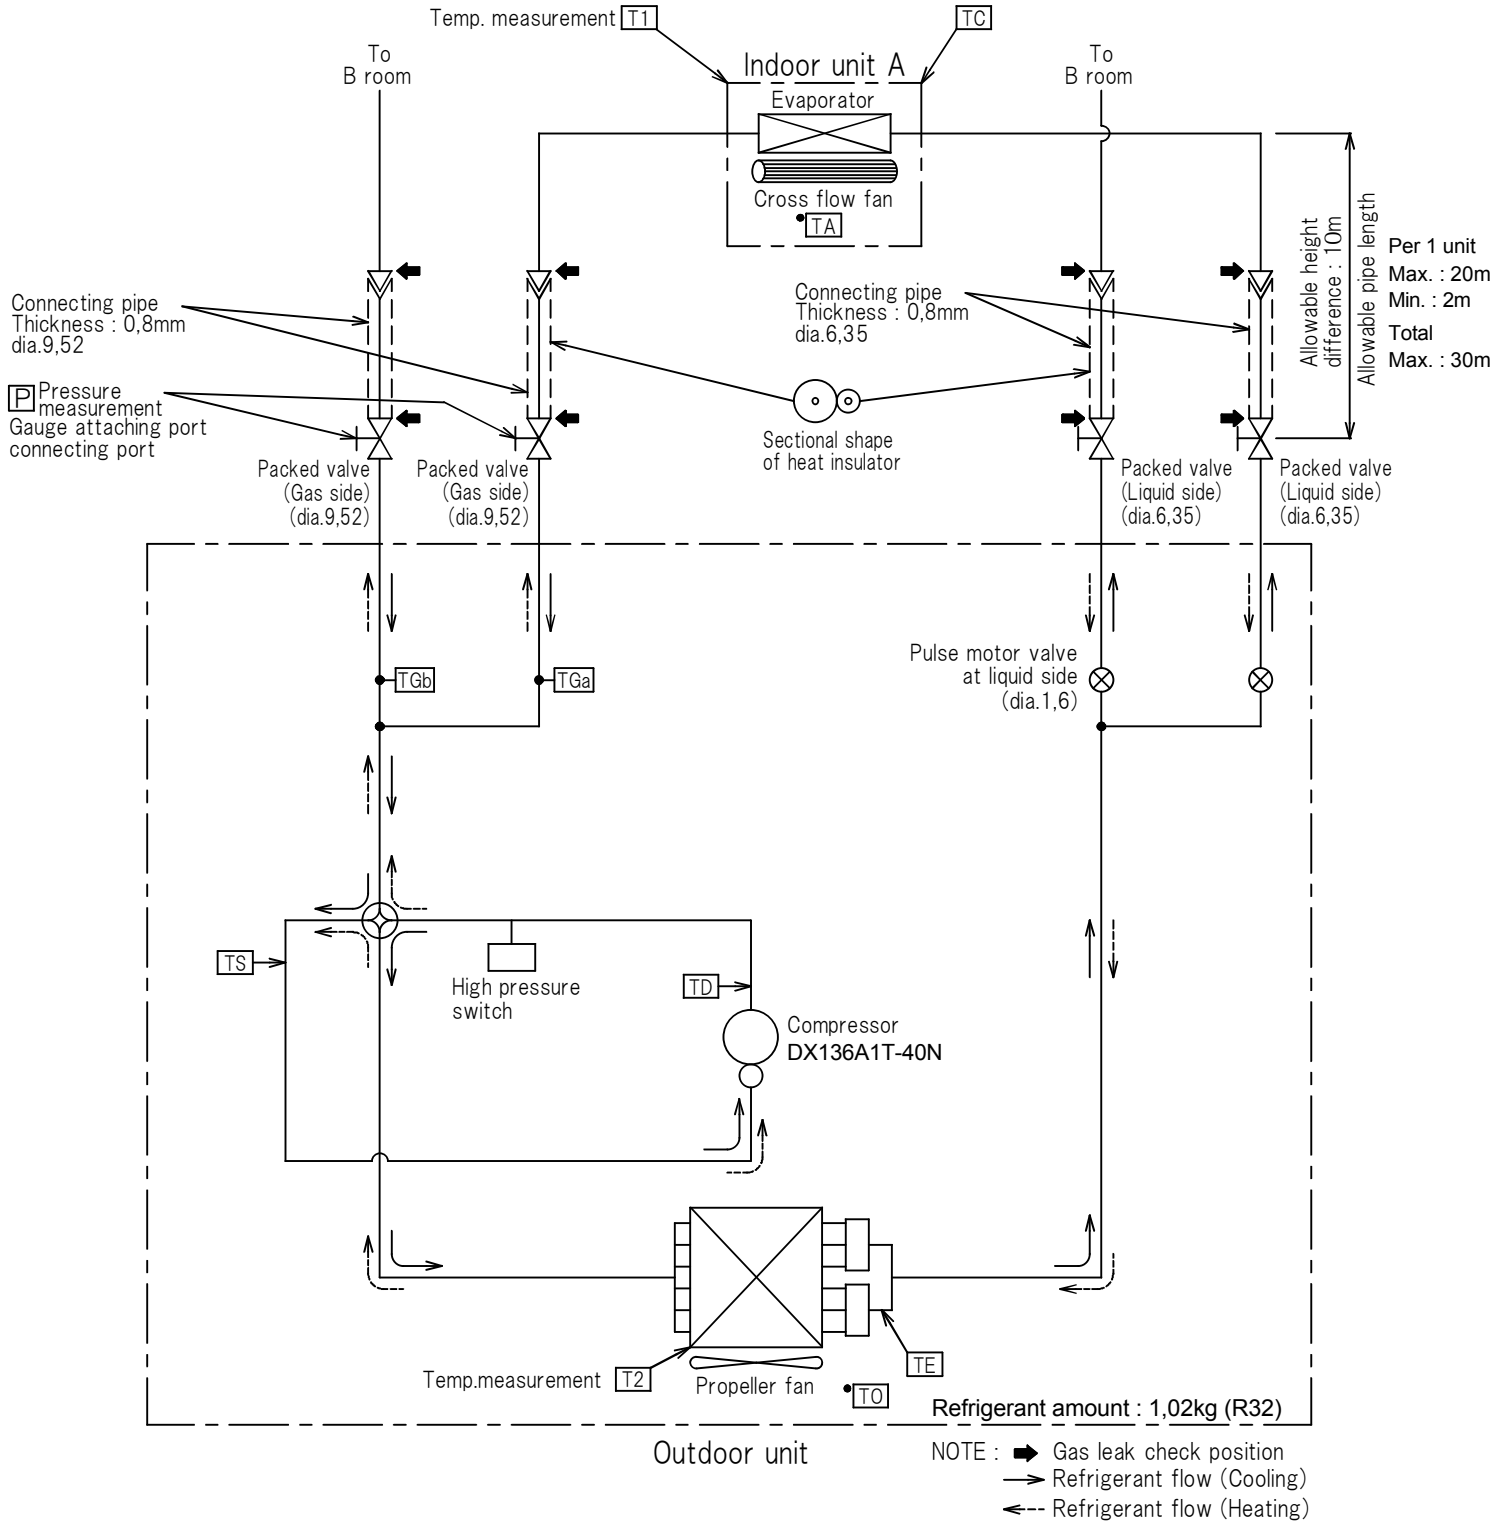 Temp. measurement T1
TC
To
B room
Indoor unit A
To
B room
Evaporator
Cross flow fan
TA
Allowable height
difference : 10m
Allowable pipe length
Per 1 unit
Max. : 20m
Min. : 2m
Total
Max. : 30m
Connecting pipe
Thickness : 0,8mm
dia.9,52
Connecting pipe
Thickness : 0,8mm
dia.6,35
P Pressure
measurement
Gauge attaching port
connecting port
Sectional shape
of heat insulator
Packed valve
(Gas side)
(dia.9,52)
Packed valve
(Gas side)
(dia.9,52)
Packed valve
(Liquid side)
(dia.6,35)
Packed valve
(Liquid side)
(dia.6,35)
TGb
TGa
Pulse motor valve
at liquid side
(dia.1,6)
TS
High pressure
switch
TD
Compressor
DX136A1T-40N
TE
Temp.measurement T2
Propeller fan
TO
Refrigerant amount : 1,02kg (R32)
Outdoor unit
NOTE : Gas leak check position
Refrigerant flow (Cooling)
Refrigerant flow (Heating)